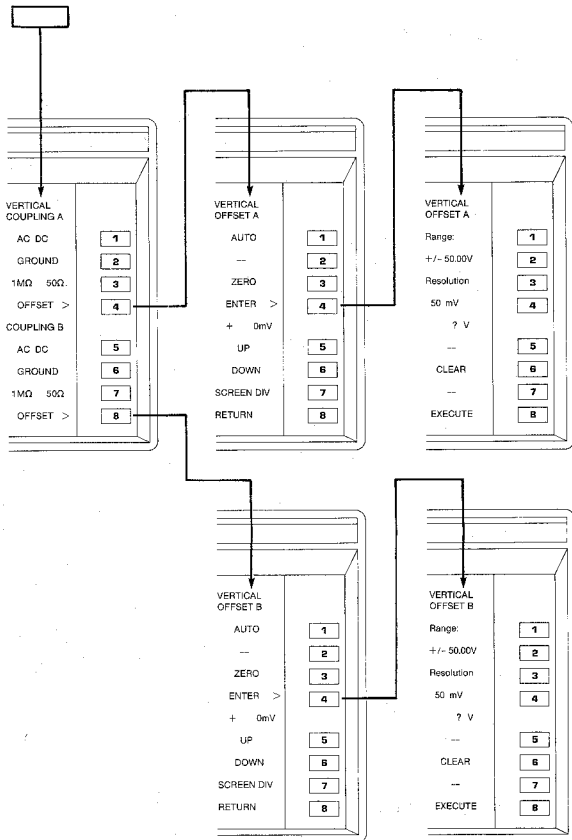 VERTICAL
COUPLING A
AC DC 1
GROUND 2
1MΩ 50Ω. 3
OFFSET > 4
COUPLING B
AC DC 5
GROUND 6
1MΩ 50Ω 7
OFFSET > 8
VERTICAL
OFFSET A
AUTO 1
-- 2
ZERO 3
ENTER > 4
+ 0mV
UP 5
DOWN 6
SCREEN DIV 7
RETURN 8
VERTICAL
OFFSET A
Range: 1
+/- 50.00V 2
Resolution 3
50 mV 4
? V
-- 5
CLEAR 6
-- 7
EXECUTE 8
VERTICAL
OFFSET B
AUTO 1
-- 2
ZERO 3
ENTER > 4
+ 0mV
UP 5
DOWN 6
SCREEN DIV 7
RETURN 8
VERTICAL
OFFSET B
Range: 1
+/- 50.00V 2
Resolution 3
50 mV 4
? V
-- 5
CLEAR 6
-- 7
EXECUTE 8